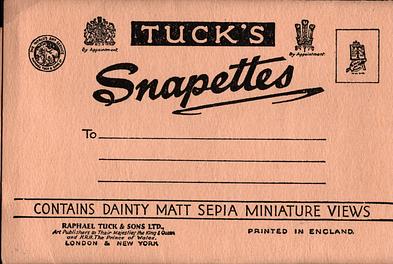 TUCK'S
By Appointment.
By Appointment.
Snapettes
To
CONTAINS DAINTY MATT SEPIA MINIATURE VIEWS
RAPHAEL TUCK & SONS LTD.,
Art Publishers to Their Majesties the King & Queen
and H.R.H. The Prince of Wales.
LONDON & NEW YORK
PRINTED IN ENGLAND.